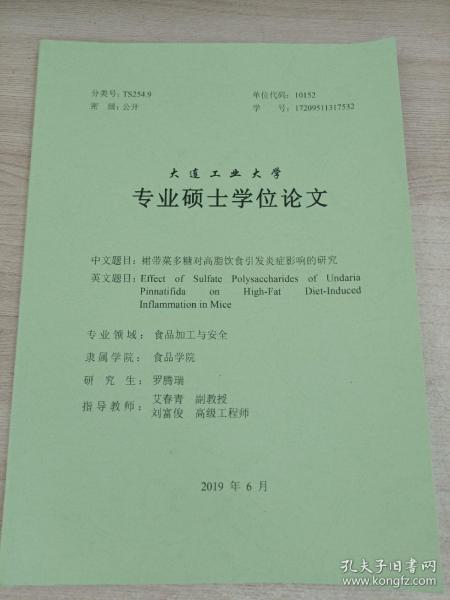 分类号：TS254.9 单位代码：10152
密 级：公开 学 号：17209511317532
大连工业大学
专业硕士学位论文
中文题目：裙带菜多糖对高脂饮食引发炎症影响的研究
英文题目：Effect of Sulfate Polysaccharides of Undaria
Pinnatifida on High-Fat Diet-Induced
Inflammation in Mice
专业领域：食品加工与安全
隶属学院：食品学院
研 究 生：罗腾瑞
指导教师：艾春青 副教授
刘富俊 高级工程师
2019 年 6 月
孔夫子旧书网
www.kongfz.com